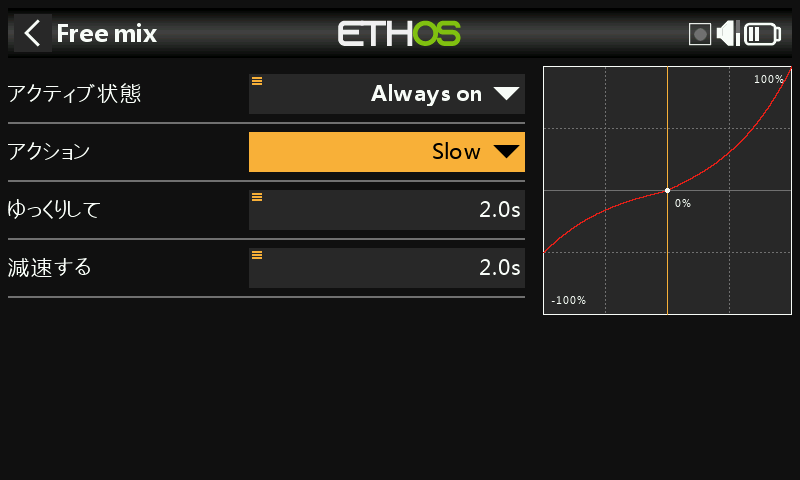 Free mix
ETHOS
アクティブ状態
Always on
アクション
Slow
ゆっくりして
2.0s
減速する
2.0s
100%
0%
-100%